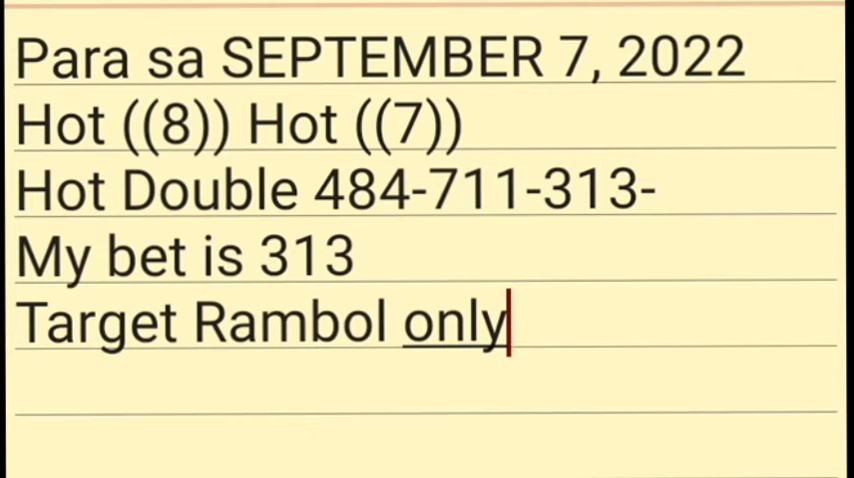 Para sa SEPTEMBER 7, 2022
Hot ((8)) Hot ((7))
Hot Double 484-711-313-
My bet is 313
Target Rambol only